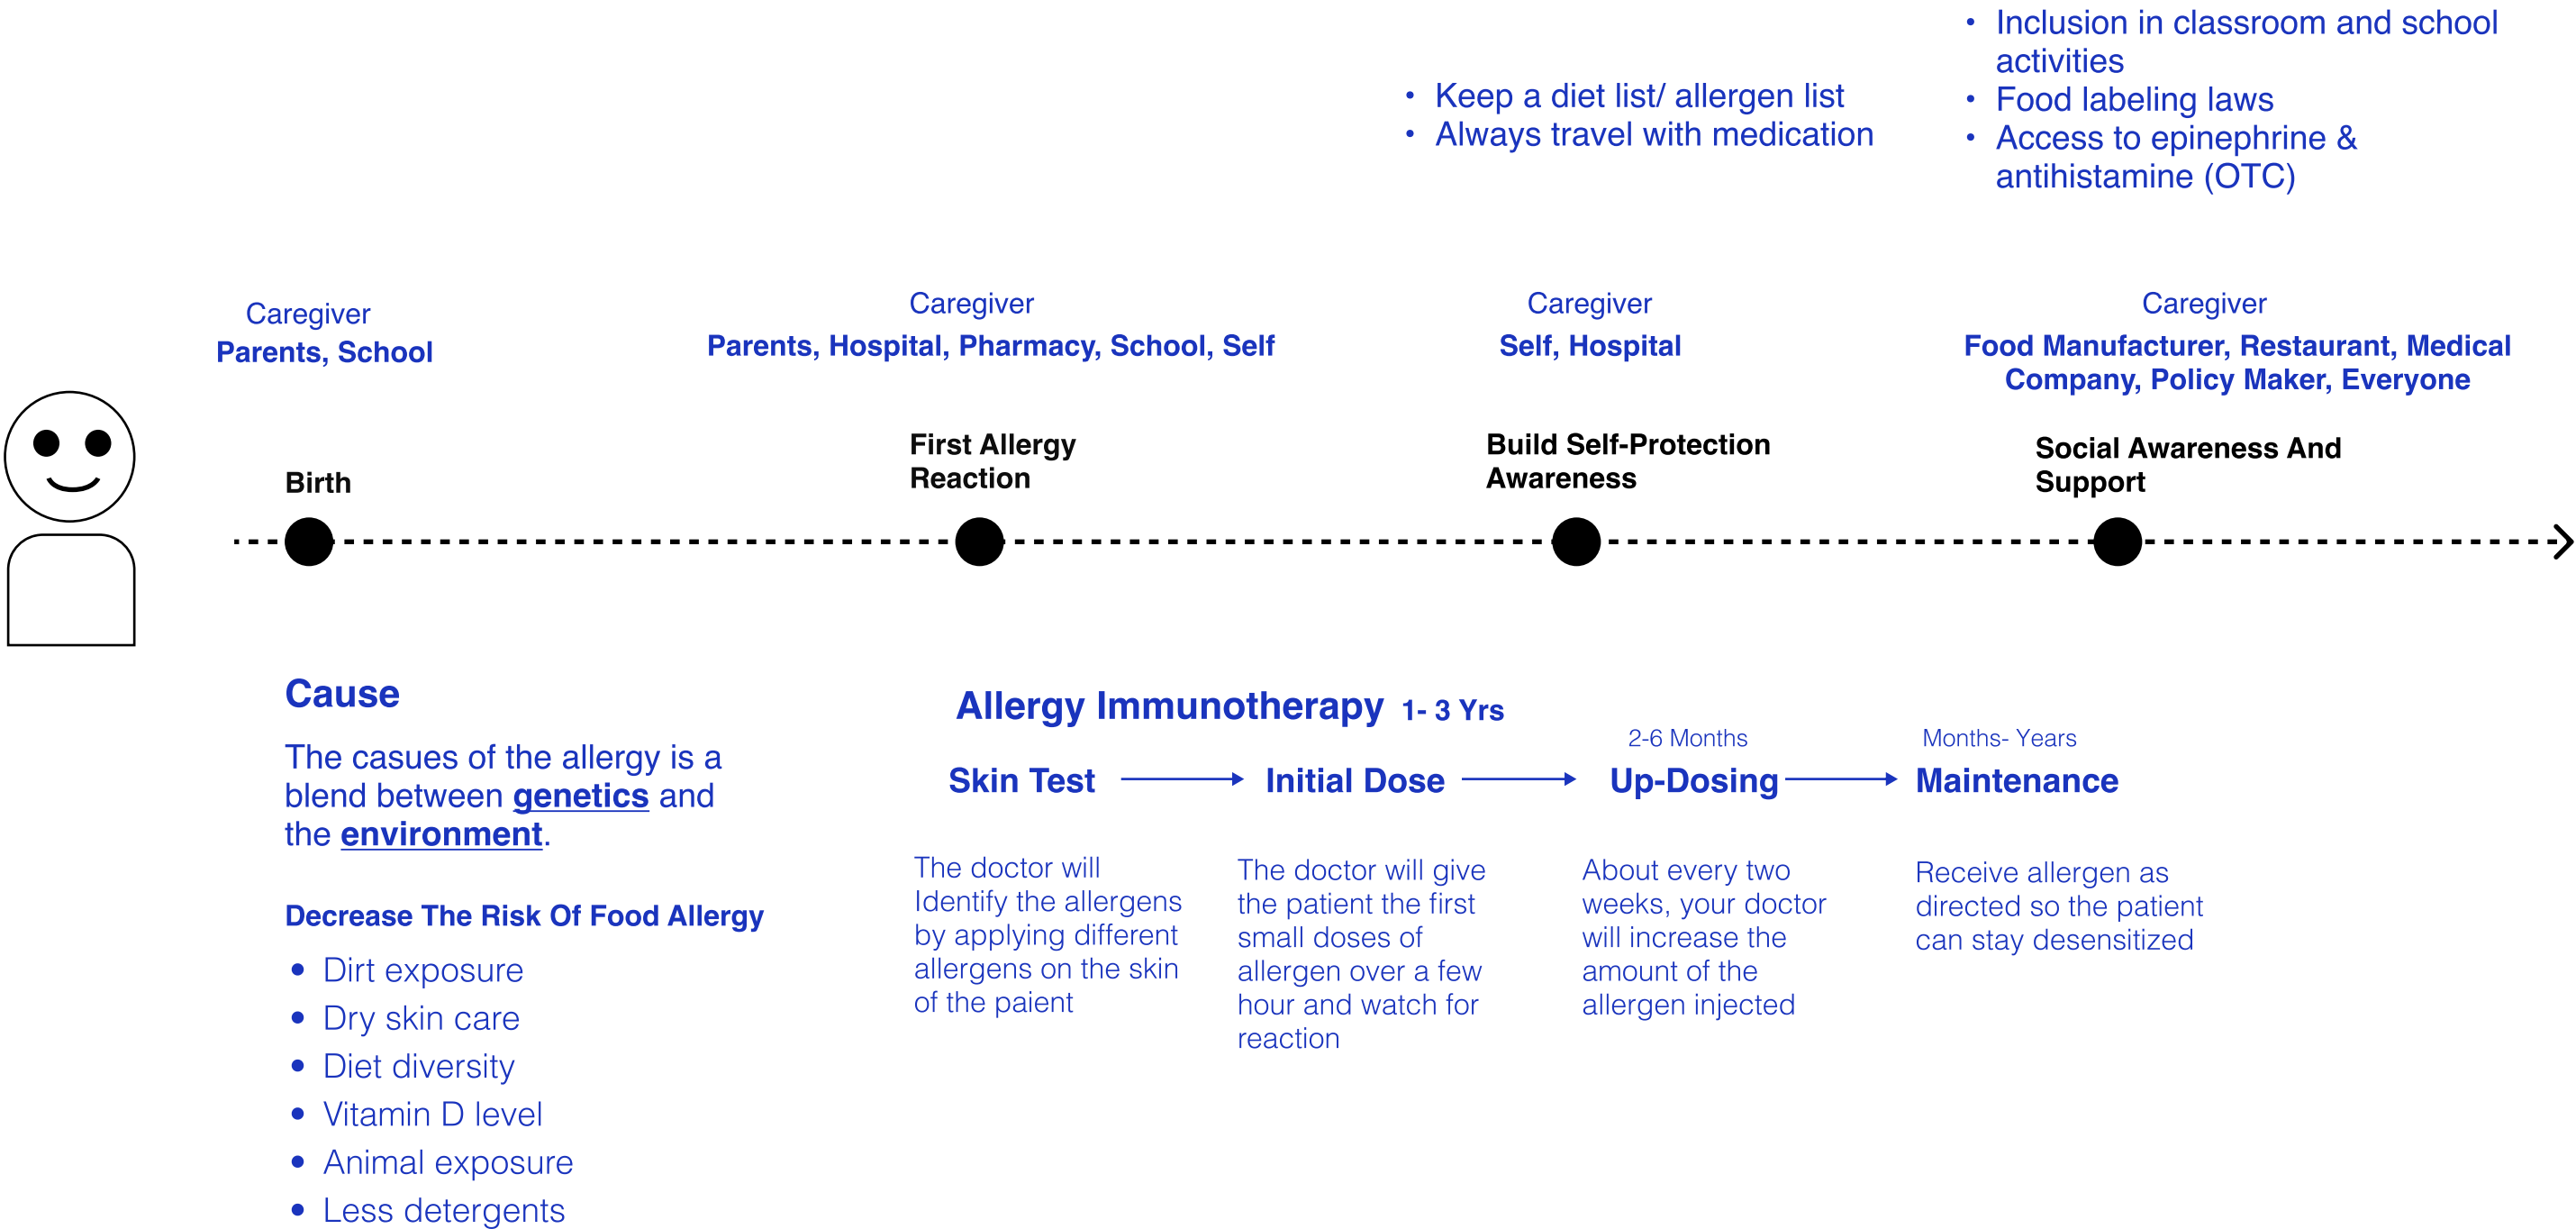 • Inclusion in classroom and school
activities
• Food labeling laws
• Access to epinephrine &
antihistamine (OTC)
• Keep a diet list/ allergen list
• Always travel with medication
Caregiver
Parents, School
Caregiver
Parents, Hospital, Pharmacy, School, Self
Caregiver
Self, Hospital
Caregiver
Food Manufacturer, Restaurant, Medical
Company, Policy Maker, Everyone
Birth
First Allergy
Reaction
Build Self-Protection
Awareness
Social Awareness And
Support
Cause
The casues of the allergy is a
blend between genetics and
the environment.
Decrease The Risk Of Food Allergy
• Dirt exposure
• Dry skin care
• Diet diversity
• Vitamin D level
• Animal exposure
• Less detergents
Allergy Immunotherapy 1- 3 Yrs
Skin Test
The doctor will
Identify the allergens
by applying different
allergens on the skin
of the paient
Initial Dose
The doctor will give
the patient the first
small doses of
allergen over a few
hour and watch for
reaction
2-6 Months
Up-Dosing
About every two
weeks, your doctor
will increase the
amount of the
allergen injected
Months- Years
Maintenance
Receive allergen as
directed so the patient
can stay desensitized